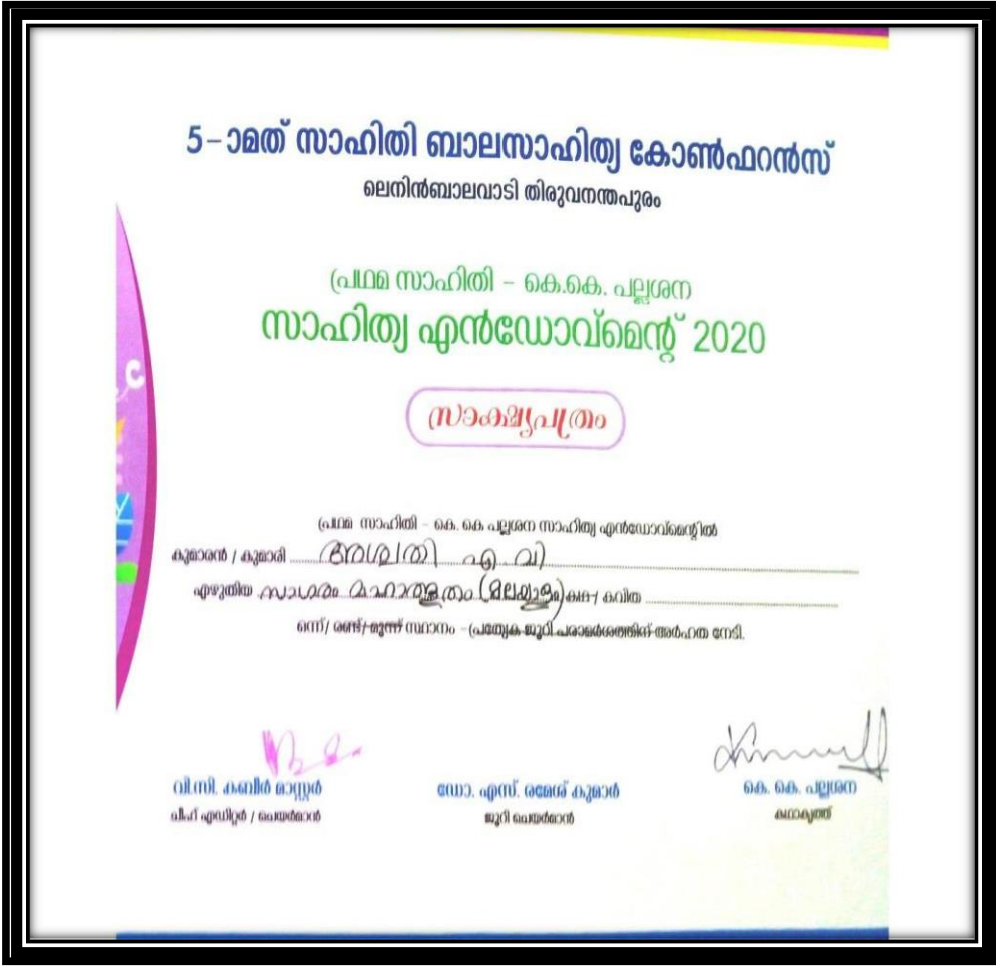 5-ാമത് സാഹിതി ബാലസാഹിത്യ കോൺഫറൻസ്
ലെനിൻബാലവാടി തിരുവനന്തപുരം
പ്രഥമ സാഹിതി - കെ.കെ. പല്ലശന
സാഹിത്യ എൻഡോവ്മെന്റ് 2020
സാക്ഷ്യപത്രം
പ്രഥമ സാഹിതി - കെ. കെ പല്ലശന സാഹിത്യ എൻഡോവ്മെന്റിൽ
കുമാരൻ / കുമാരി അശ്വതി എ വി
എഴുതിയ സാഗരം മഹാത്ഭുതം (മലയാളം) കഥ / കവിത
ഒന്ന്/ രണ്ട്/ മൂന്ന് സ്ഥാനം - പ്രത്യേക ജൂറി പരാമർശത്തിന് അർഹത നേടി.
വി.സി. കബീർ മാസ്റ്റർ ഡോ. എസ്. രമേശ് കുമാർ കെ. കെ. പല്ലശന
ചീഫ് എഡിറ്റർ / ചെയർമാൻ ജൂറി ചെയർമാൻ കഥാകൃത്ത്